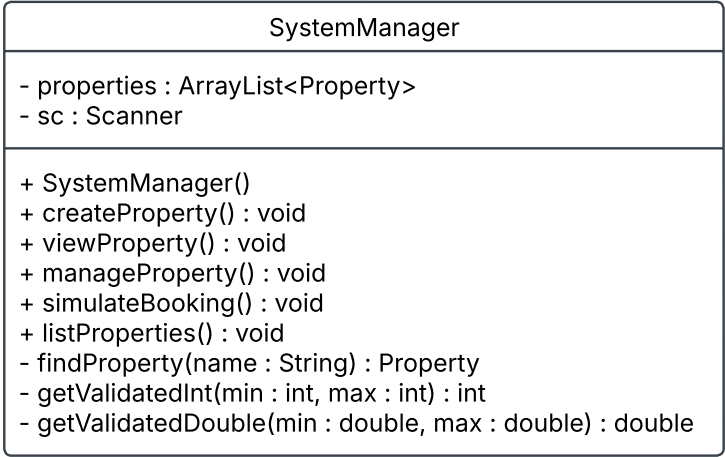 SystemManager
- properties : ArrayList<Property>
- sc : Scanner
+ SystemManager()
+ createProperty() : void
+ viewProperty() : void
+ manageProperty() : void
+ simulateBooking() : void
+ listProperties() : void
- findProperty(name : String) : Property
- getValidatedInt(min : int, max : int) : int
- getValidatedDouble(min : double, max : double) : double